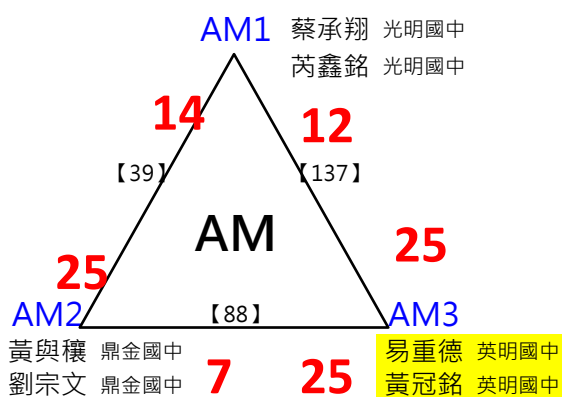 AM1 蔡承翔 光明國中
芮鑫銘 光明國中
14 12
【39】 【137】
AM
25 25
AM2 【88】 AM3
黃與穰 鼎金國中 易重德 英明國中
劉宗文 鼎金國中 7 25 黃冠銘 英明國中